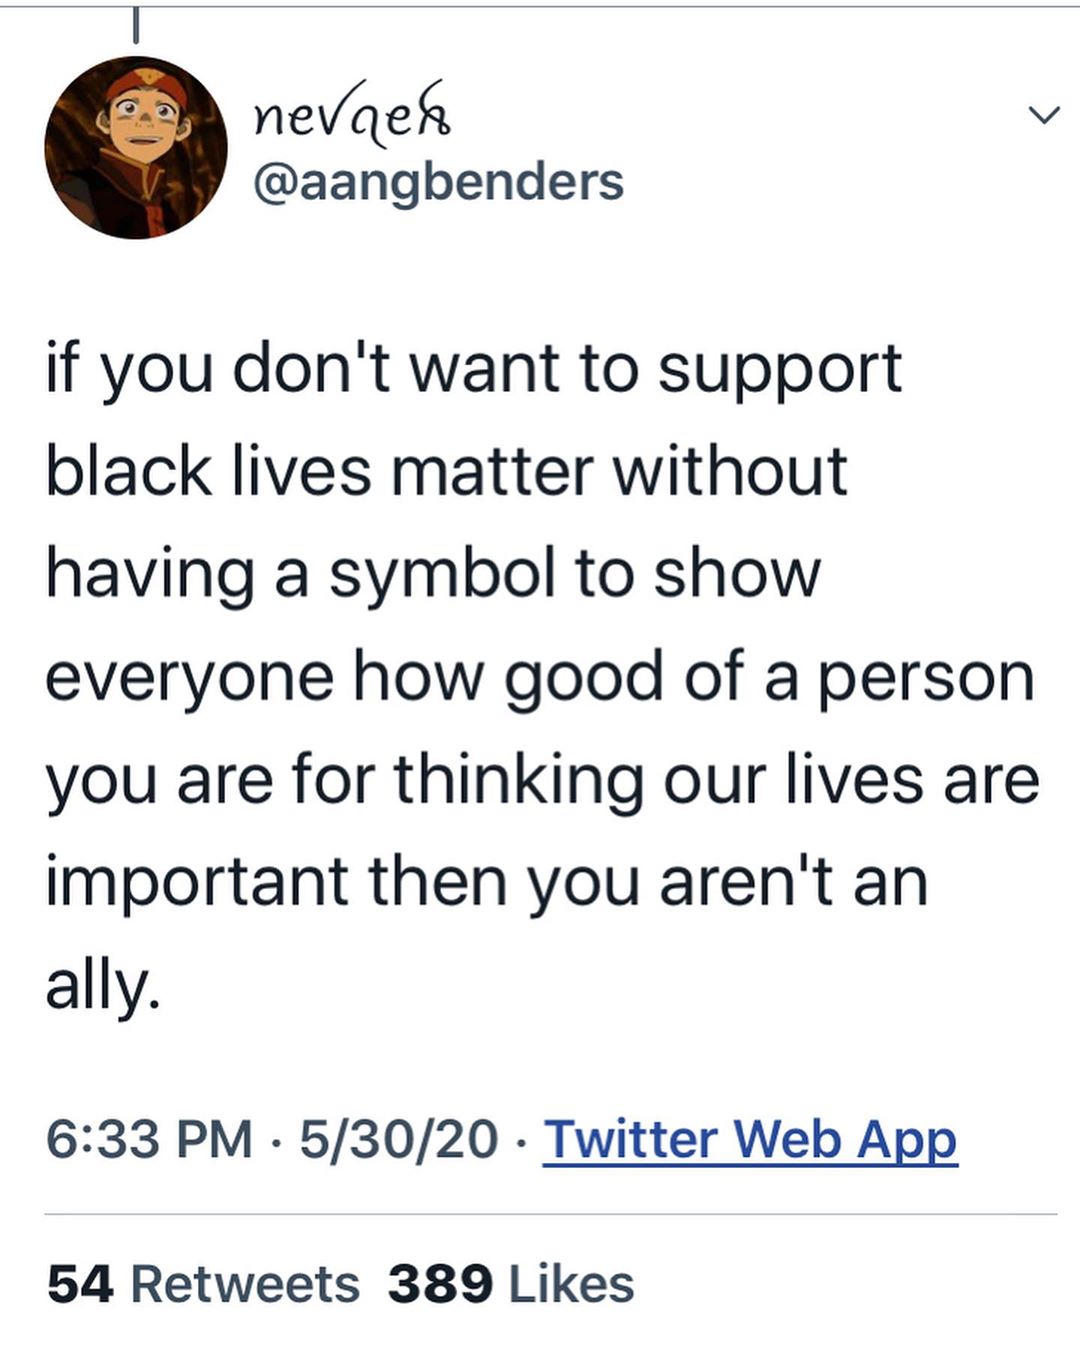 nevaeh
@aangbenders
if you don't want to support
black lives matter without
having a symbol to show
everyone how good of a person
you are for thinking our lives are
important then you aren't an
ally.
6:33 PM · 5/30/20 · Twitter Web App
54 Retweets 389 Likes